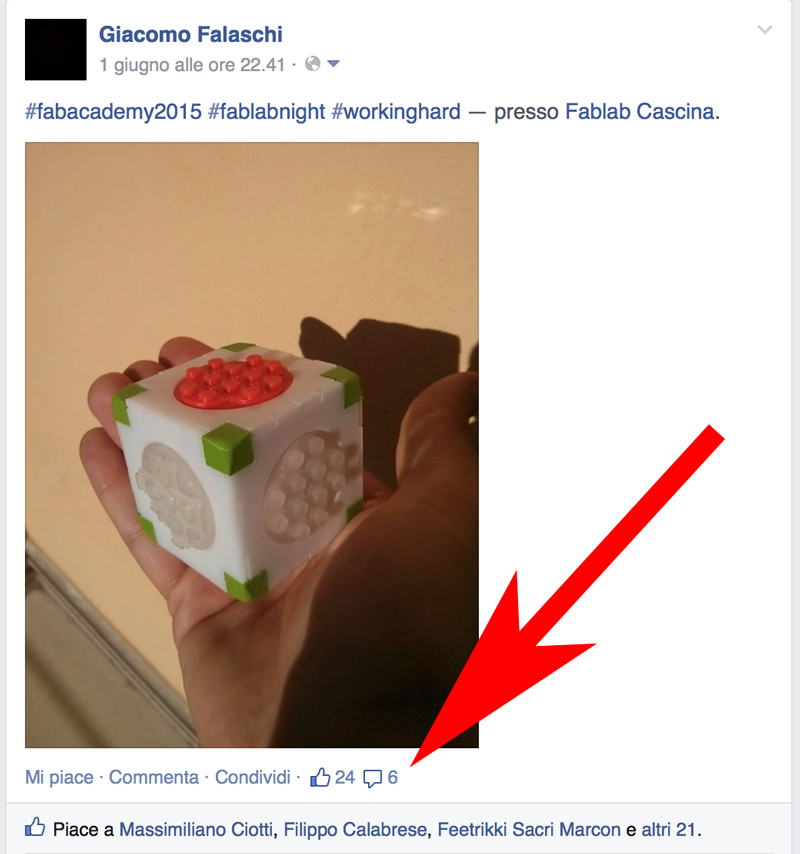 Giacomo Falaschi
1 giugno alle ore 22.41 ·
#fabacademy2015 #fablabnight #workinghard — presso Fablab Cascina.
Mi piace · Commenta · Condividi · 24 6
Piace a Massimiliano Ciotti, Filippo Calabrese, Feetrikki Sacri Marcon e altri 21.